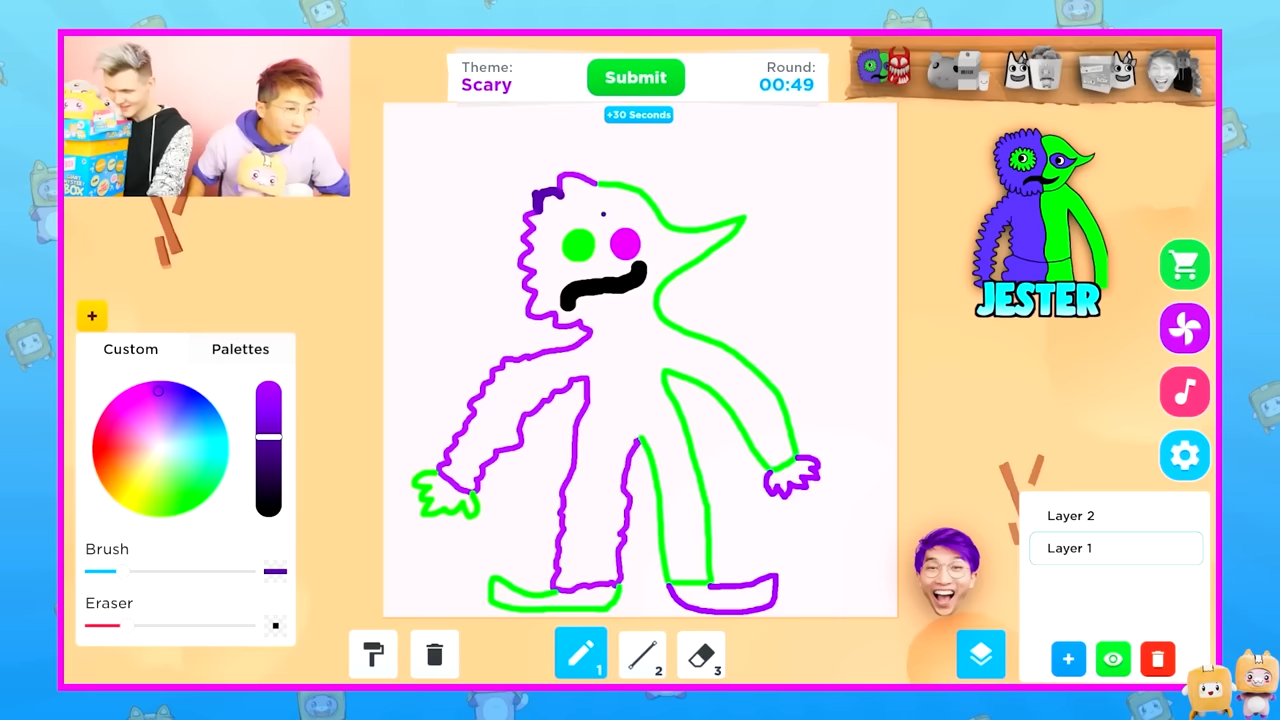 Theme:
Scary
Submit
Round:
00:49
+30 Seconds
JESTER
+
Custom
Palettes
Brush
Eraser
1
2
3
Layer 2
Layer 1
+
BOX